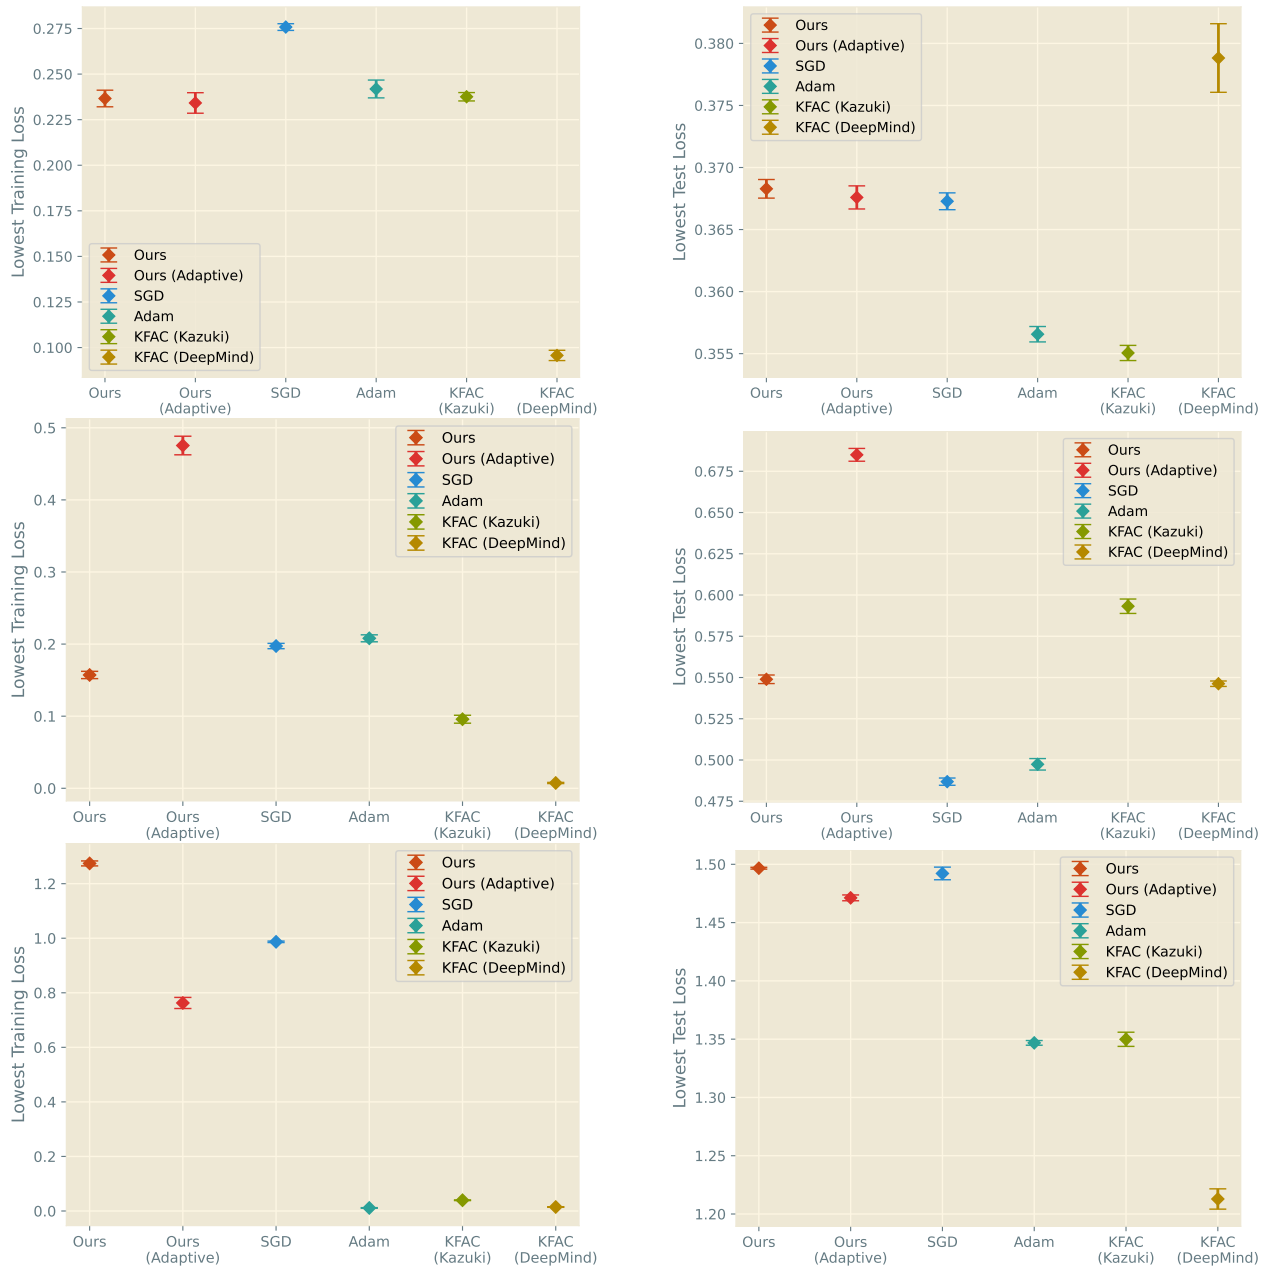 Lowest Training Loss
0.275
0.250
0.225
0.200
0.175
0.150
0.125
0.100
Ours
Ours (Adaptive)
SGD
Adam
KFAC (Kazuki)
KFAC (DeepMind)
Ours
Ours
(Adaptive)
SGD
Adam
KFAC
(Kazuki)
KFAC
(DeepMind)
Lowest Test Loss
0.380
0.375
0.370
0.365
0.360
0.355
Ours
Ours (Adaptive)
SGD
Adam
KFAC (Kazuki)
KFAC (DeepMind)
Ours
Ours
(Adaptive)
SGD
Adam
KFAC
(Kazuki)
KFAC
(DeepMind)
Lowest Training Loss
0.5
0.4
0.3
0.2
0.1
0.0
Ours
Ours (Adaptive)
SGD
Adam
KFAC (Kazuki)
KFAC (DeepMind)
Ours
Ours
(Adaptive)
SGD
Adam
KFAC
(Kazuki)
KFAC
(DeepMind)
Lowest Test Loss
0.675
0.650
0.625
0.600
0.575
0.550
0.525
0.500
0.475
Ours
Ours (Adaptive)
SGD
Adam
KFAC (Kazuki)
KFAC (DeepMind)
Ours
Ours
(Adaptive)
SGD
Adam
KFAC
(Kazuki)
KFAC
(DeepMind)
Lowest Training Loss
1.2
1.0
0.8
0.6
0.4
0.2
0.0
Ours
Ours (Adaptive)
SGD
Adam
KFAC (Kazuki)
KFAC (DeepMind)
Ours
Ours
(Adaptive)
SGD
Adam
KFAC
(Kazuki)
KFAC
(DeepMind)
Lowest Test Loss
1.50
1.45
1.40
1.35
1.30
1.25
1.20
Ours
Ours (Adaptive)
SGD
Adam
KFAC (Kazuki)
KFAC (DeepMind)
Ours
Ours
(Adaptive)
SGD
Adam
KFAC
(Kazuki)
KFAC
(DeepMind)